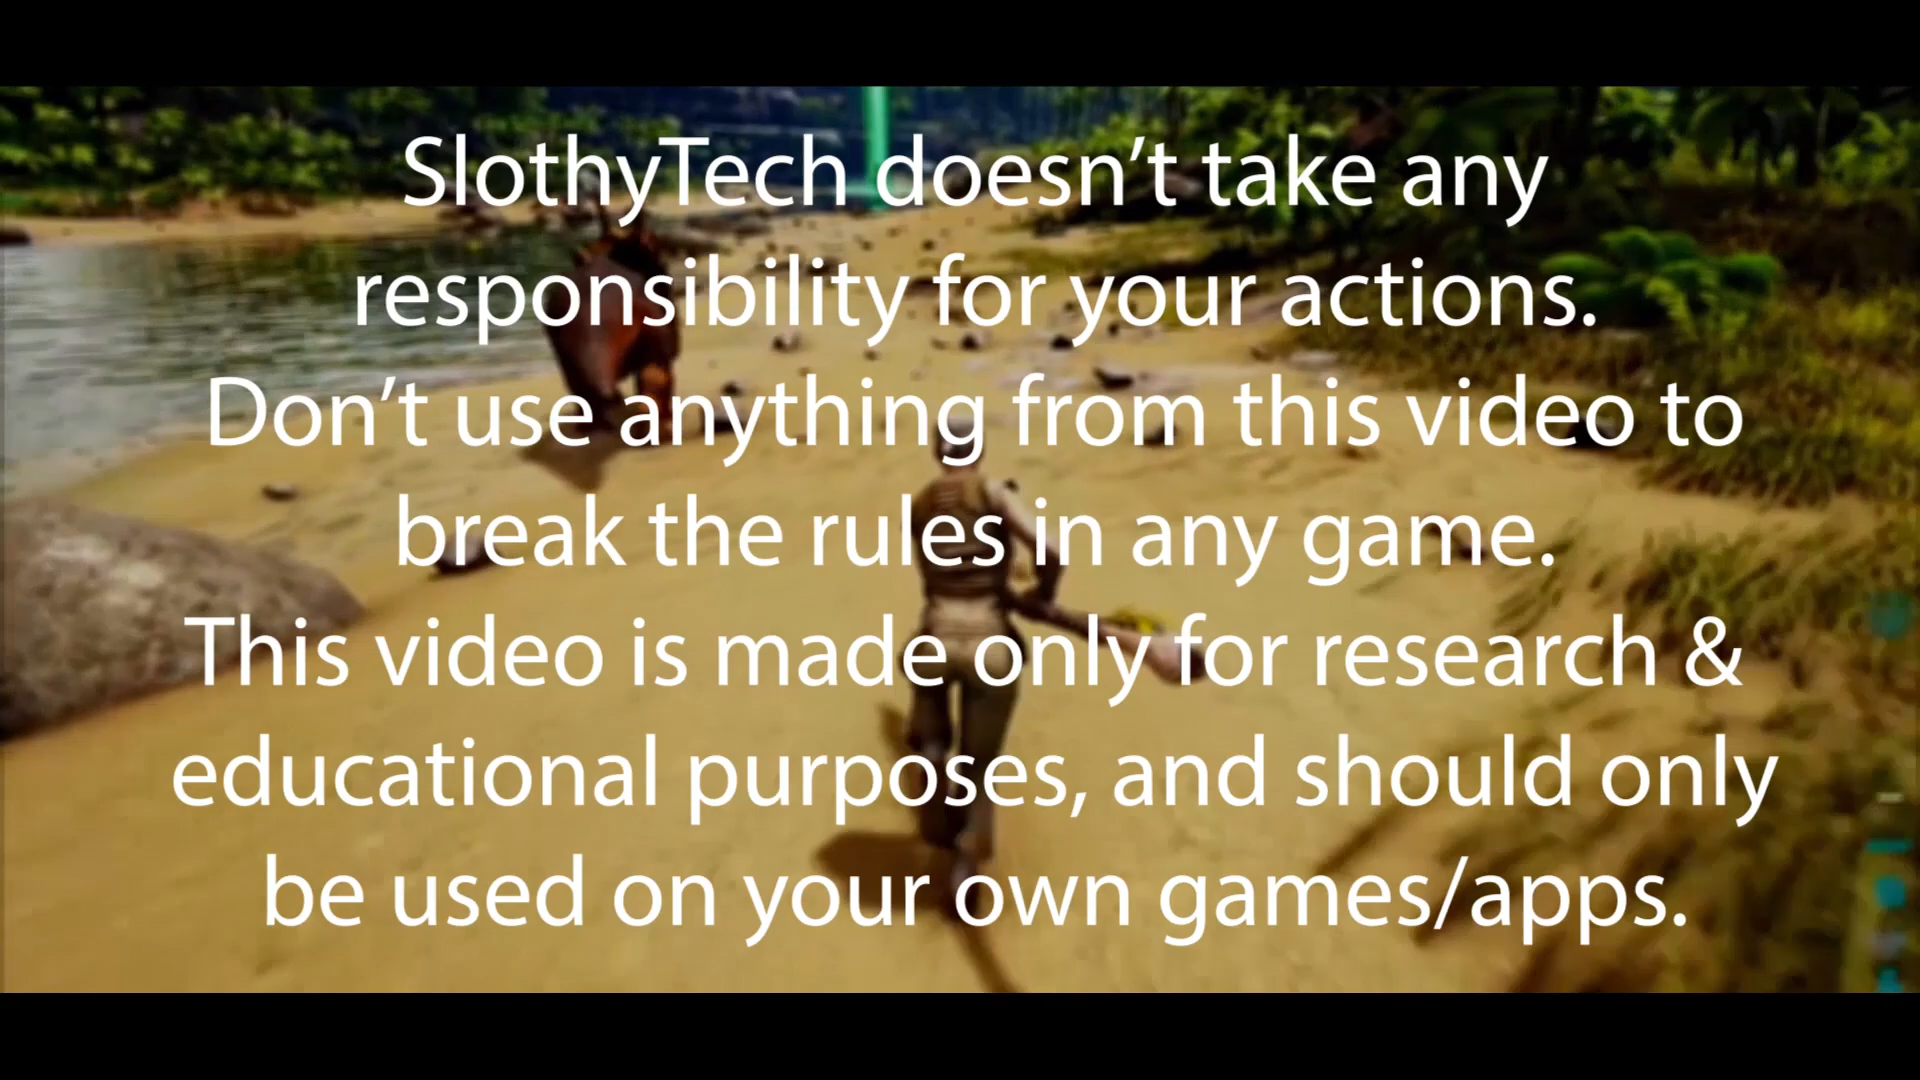 SlothyTech doesn’t take any
responsibility for your actions.
Don’t use anything from this video to
break the rules in any game.
This video is made only for research &
educational purposes, and should only
be used on your own games/apps.